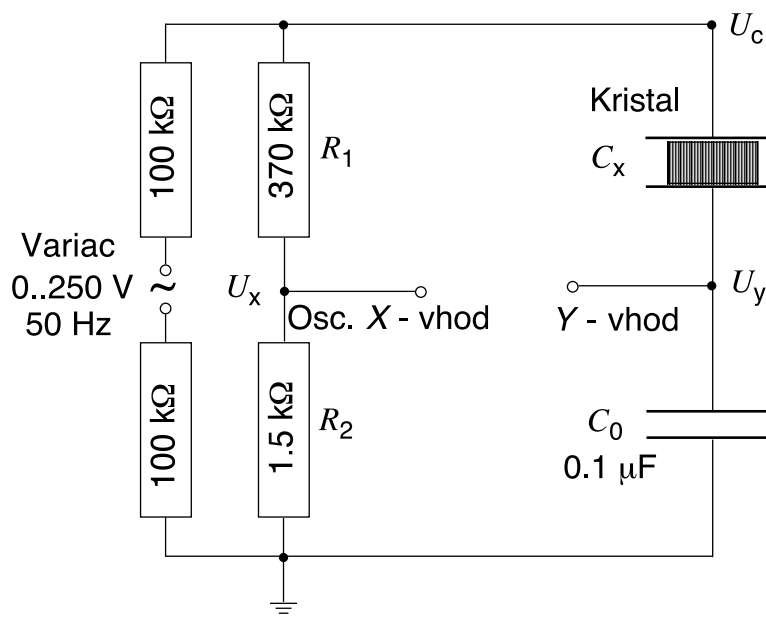 U_c
Kristal
C_x
100 kΩ
370 kΩ
R_1
Variac
0..250 V
50 Hz
~
U_x
Osc. X - vhod
Y - vhod
U_y
100 kΩ
1.5 kΩ
R_2
C_0
0.1 μF